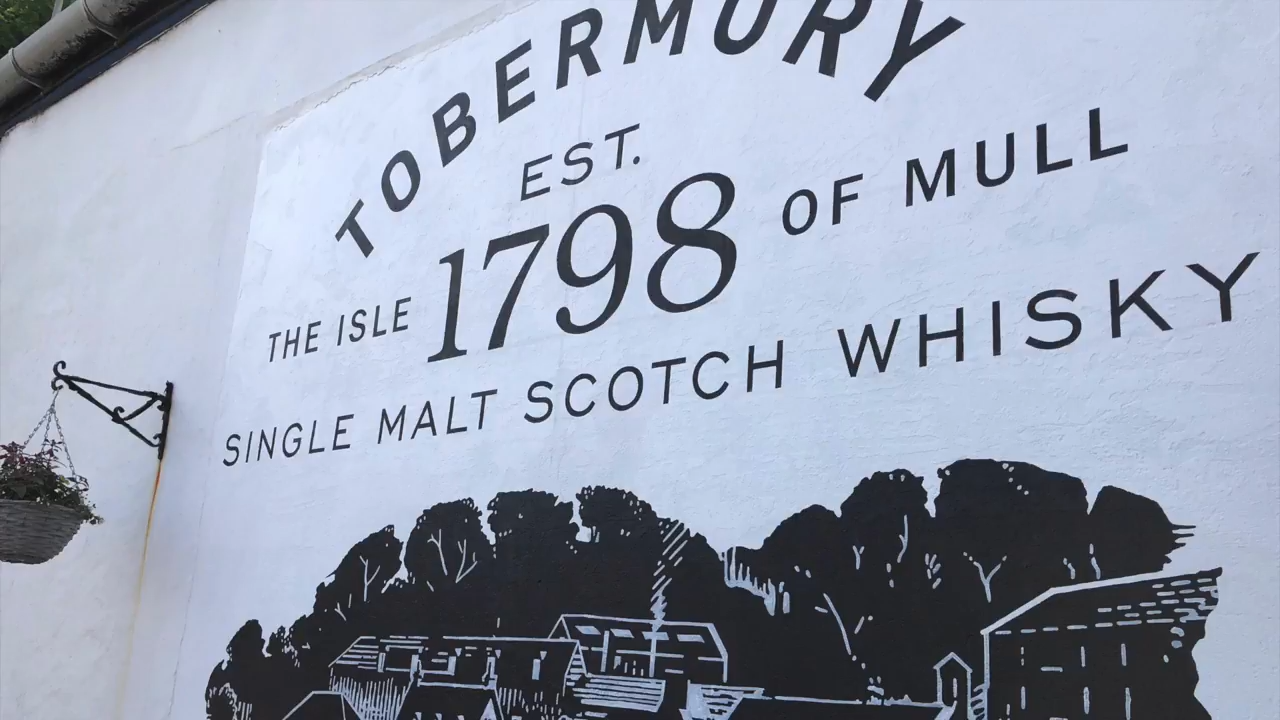 TOBERMORY
EST.
THE ISLE 1798 OF MULL
SINGLE MALT SCOTCH WHISKY